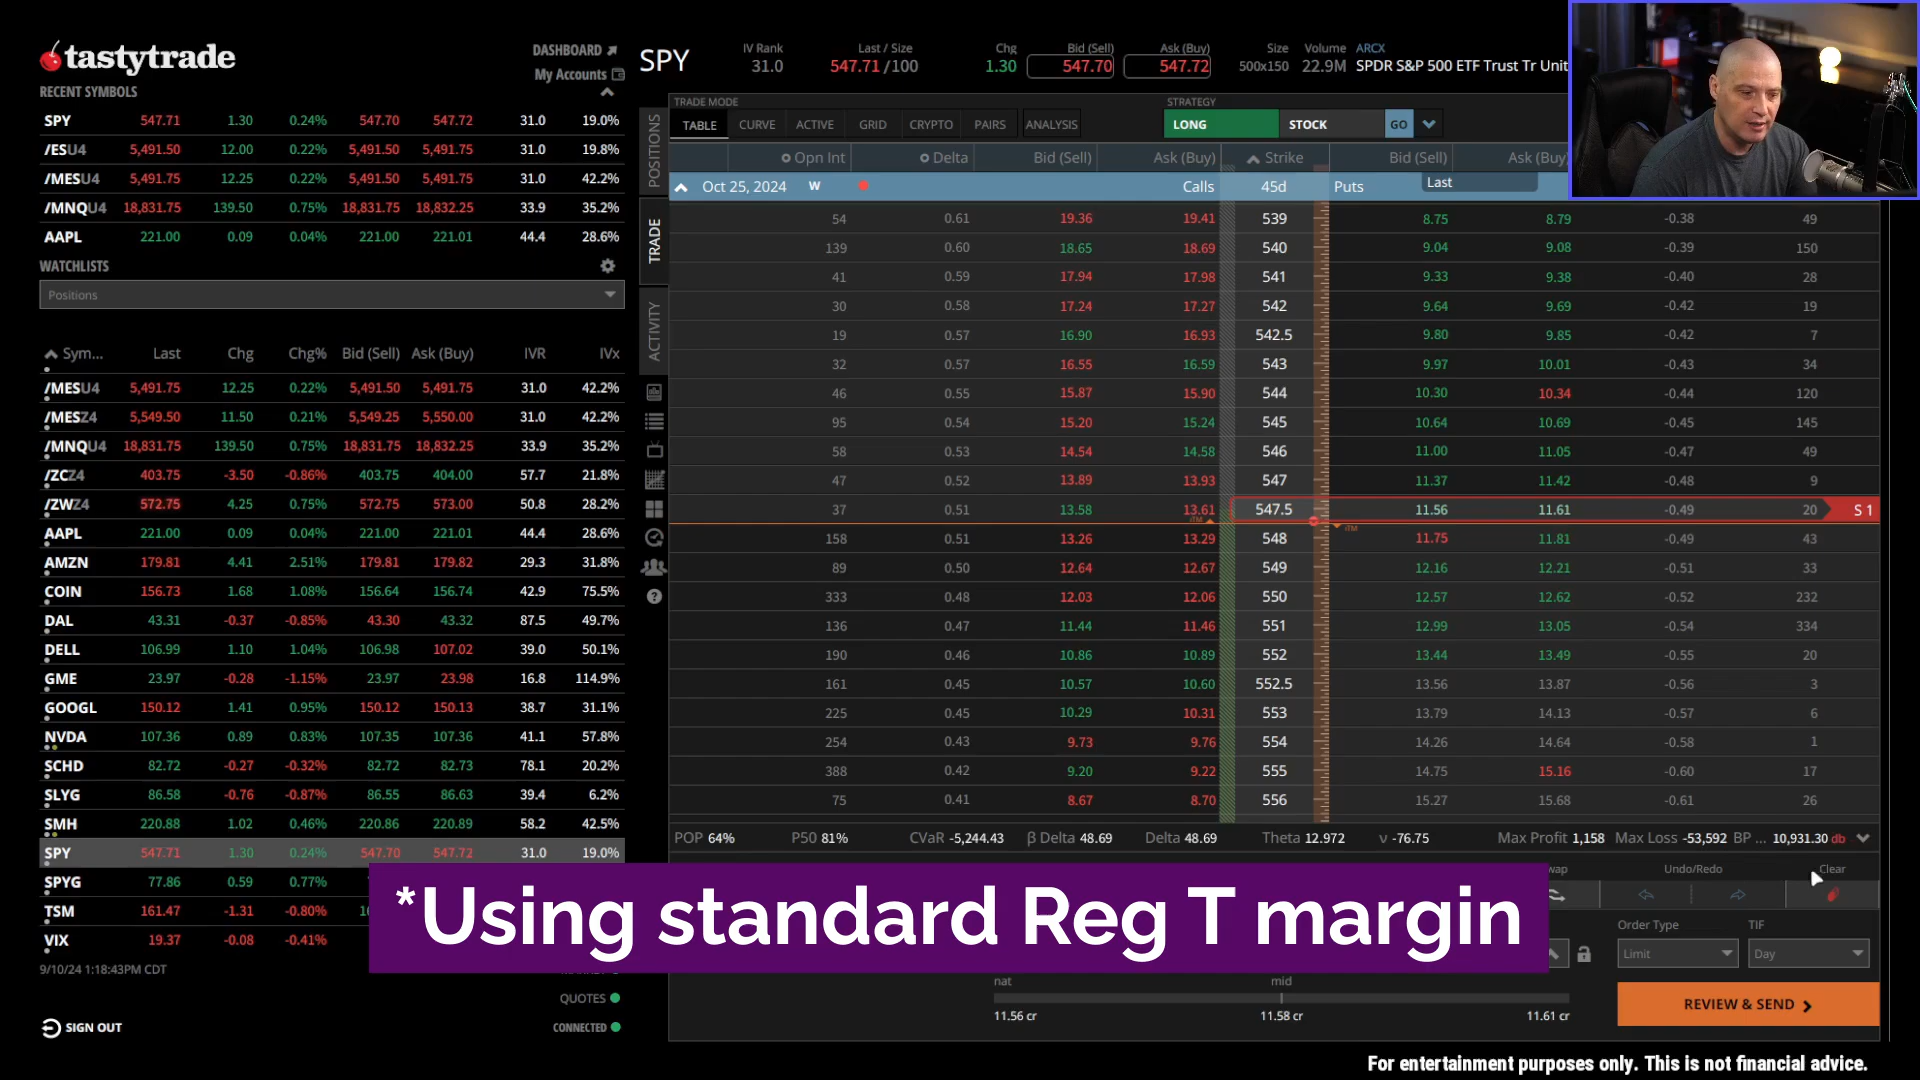 tastytrade
DASHBOARD
My Accounts
RECENT SYMBOLS
SPY 547.71 1.30 0.24% 547.70 547.72 31.0 19.0%
/ESU4 5,491.50 12.00 0.22% 5,491.50 5,491.75 31.0 19.8%
/MESU4 5,491.75 12.25 0.22% 5,491.50 5,491.75 31.0 42.2%
/MNQU4 18,831.75 139.50 0.75% 18,831.75 18,832.25 33.9 35.2%
AAPL 221.00 0.09 0.04% 221.00 221.01 44.4 28.6%
WATCHLISTS
Positions
Sym... Last Chg Chg% Bid (Sell) Ask (Buy) IVR IVx
/MESU4 5,491.75 12.25 0.22% 5,491.50 5,491.75 31.0 42.2%
/MESZ4 5,549.50 11.50 0.21% 5,549.25 5,550.00 31.0 42.2%
/MNQU4 18,831.75 139.50 0.75% 18,831.75 18,832.25 33.9 35.2%
/ZCZ4 403.75 -3.50 -0.86% 403.75 404.00 57.7 21.8%
/ZWZ4 572.75 4.25 0.75% 572.75 573.00 50.8 28.2%
AAPL 221.00 0.09 0.04% 221.00 221.01 44.4 28.6%
AMZN 179.81 4.41 2.51% 179.81 179.82 29.3 31.8%
COIN 156.73 1.68 1.08% 156.64 156.74 42.9 75.5%
DAL 43.31 -0.37 -0.85% 43.30 43.32 87.5 49.7%
DELL 106.99 1.10 1.04% 106.98 107.02 39.0 50.1%
GME 23.97 -0.28 -1.15% 23.97 23.98 16.8 114.9%
GOOGL 150.12 1.41 0.95% 150.12 150.13 38.7 31.1%
NVDA 107.36 0.89 0.83% 107.35 107.36 41.1 57.8%
SCHD 82.72 -0.27 -0.32% 82.72 82.73 78.1 20.2%
SLYG 86.58 -0.76 -0.87% 86.55 86.63 39.4 6.2%
SMH 220.88 1.02 0.46% 220.86 220.89 58.2 42.5%
SPY 547.71 1.30 0.24% 547.70 547.72 31.0 19.0%
SPYG 77.86 0.59 0.77%
TSM 161.47 -1.31 -0.80%
VIX 19.37 -0.08 -0.41%
9/10/24 1:18:43PM CDT
QUOTES
SIGN OUT
CONNECTED
SPY
IV Rank Last / Size Chg Bid (Sell) Ask (Buy) Size Volume ARCX
31.0 547.71 /100 1.30 547.70 547.72 500x150 22.9M SPDR S&P 500 ETF Trust Tr Unit
POSITIONS
TRADE
ACTIVITY
TRADE MODE STRATEGY
TABLE CURVE ACTIVE GRID CRYPTO PAIRS ANALYSIS LONG STOCK GO
Opn Int Delta Bid (Sell) Ask (Buy) Strike Bid (Sell) Ask (Buy)
Oct 25, 2024 W Calls 45d Puts Last
54 0.61 19.36 19.41 539 8.75 8.79 -0.38 49
139 0.60 18.65 18.69 540 9.04 9.08 -0.39 150
41 0.59 17.94 17.98 541 9.33 9.38 -0.40 28
30 0.58 17.24 17.27 542 9.64 9.69 -0.42 19
19 0.57 16.90 16.93 542.5 9.80 9.85 -0.42 7
32 0.57 16.55 16.59 543 9.97 10.01 -0.43 34
46 0.55 15.87 15.90 544 10.30 10.34 -0.44 120
95 0.54 15.20 15.24 545 10.64 10.69 -0.45 145
58 0.53 14.54 14.58 546 11.00 11.05 -0.47 49
47 0.52 13.89 13.93 547 11.37 11.42 -0.48 9
37 0.51 13.58 13.61 547.5 11.56 11.61 -0.49 20 S 1
ITM ITM
158 0.51 13.26 13.29 548 11.75 11.81 -0.49 43
89 0.50 12.64 12.67 549 12.16 12.21 -0.51 33
333 0.48 12.03 12.06 550 12.57 12.62 -0.52 232
136 0.47 11.44 11.46 551 12.99 13.05 -0.54 334
190 0.46 10.86 10.89 552 13.44 13.49 -0.55 20
161 0.45 10.57 10.60 552.5 13.56 13.87 -0.56 3
225 0.45 10.29 10.31 553 13.79 14.13 -0.57 6
254 0.43 9.73 9.76 554 14.26 14.64 -0.58 1
388 0.42 9.20 9.22 555 14.75 15.16 -0.60 17
75 0.41 8.67 8.70 556 15.27 15.68 -0.61 26
POP 64% P50 81% CVaR -5,244.43 β Delta 48.69 Delta 48.69 Theta 12.972 ν -76.75 Max Profit 1,158 Max Loss -53,592 BP ... 10,931.30 db
Undo/Redo Clear
*Using standard Reg T margin
Order Type TIF
Limit Day
nat mid
11.56 cr 11.58 cr 11.61 cr
REVIEW & SEND
For entertainment purposes only. This is not financial advice.